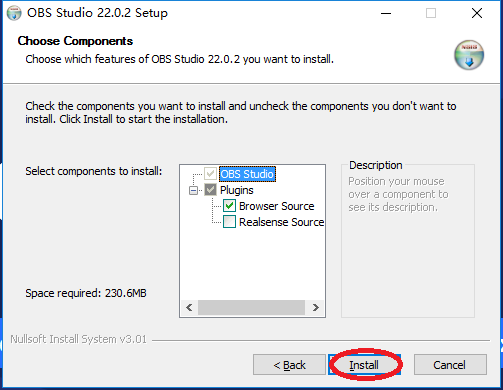 OBS Studio 22.0.2 Setup
Choose Components
Choose which features of OBS Studio 22.0.2 you want to install.
Check the components you want to install and uncheck the components you don't want to
install. Click Install to start the installation.
Select components to install:
OBS Studio
Plugins
Browser Source
Realsense Source
Description
Position your mouse
over a component to
see its description.
Space required: 230.6MB
Nullsoft Install System v3.01
< Back
Install
Cancel